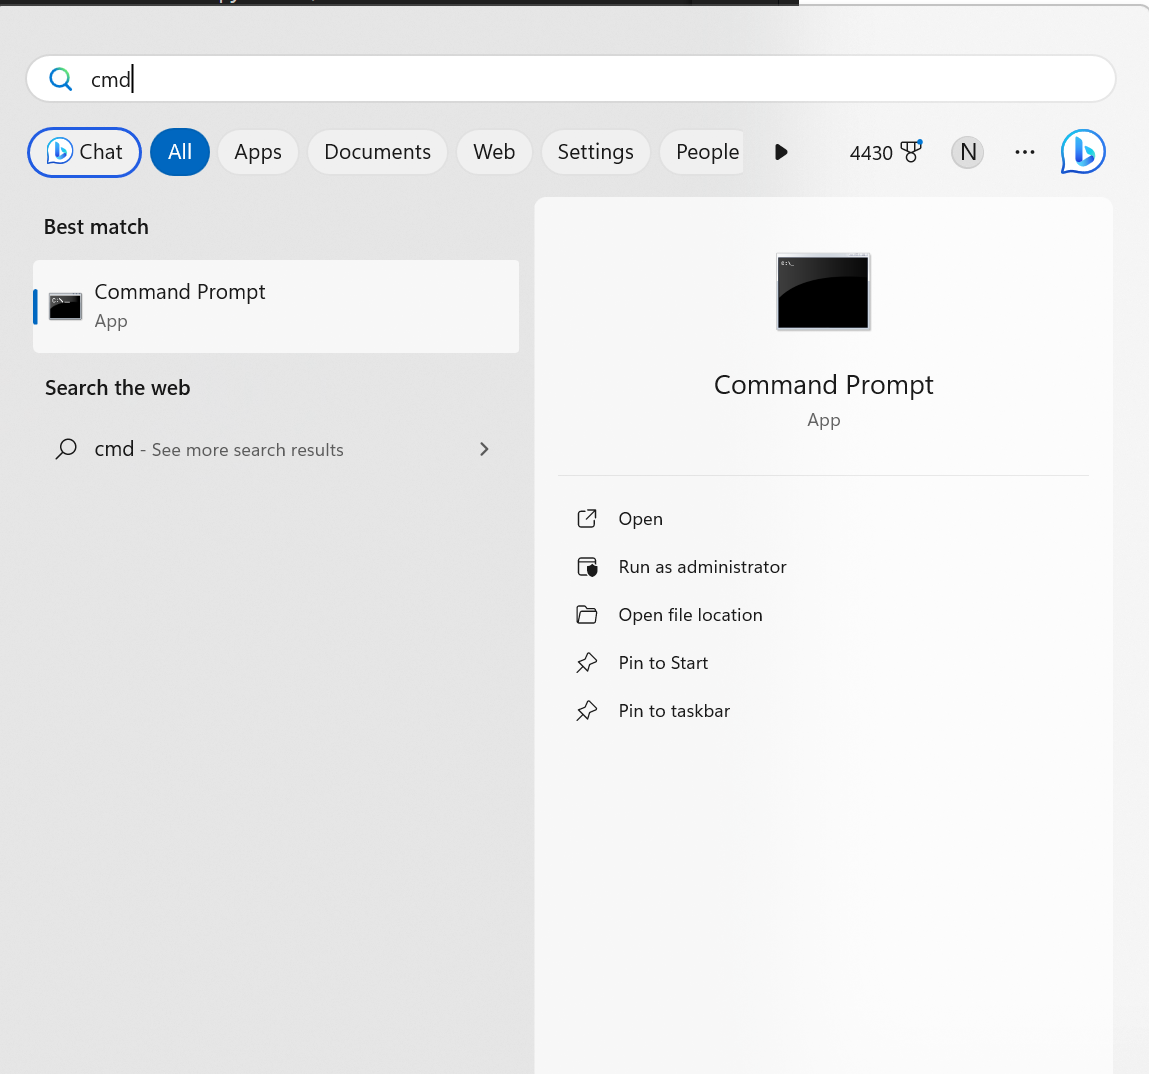 cmd
Chat All Apps Documents Web Settings People 4430 N
Best match
Command Prompt
App
Search the web
cmd - See more search results
Command Prompt
App
Open
Run as administrator
Open file location
Pin to Start
Pin to taskbar